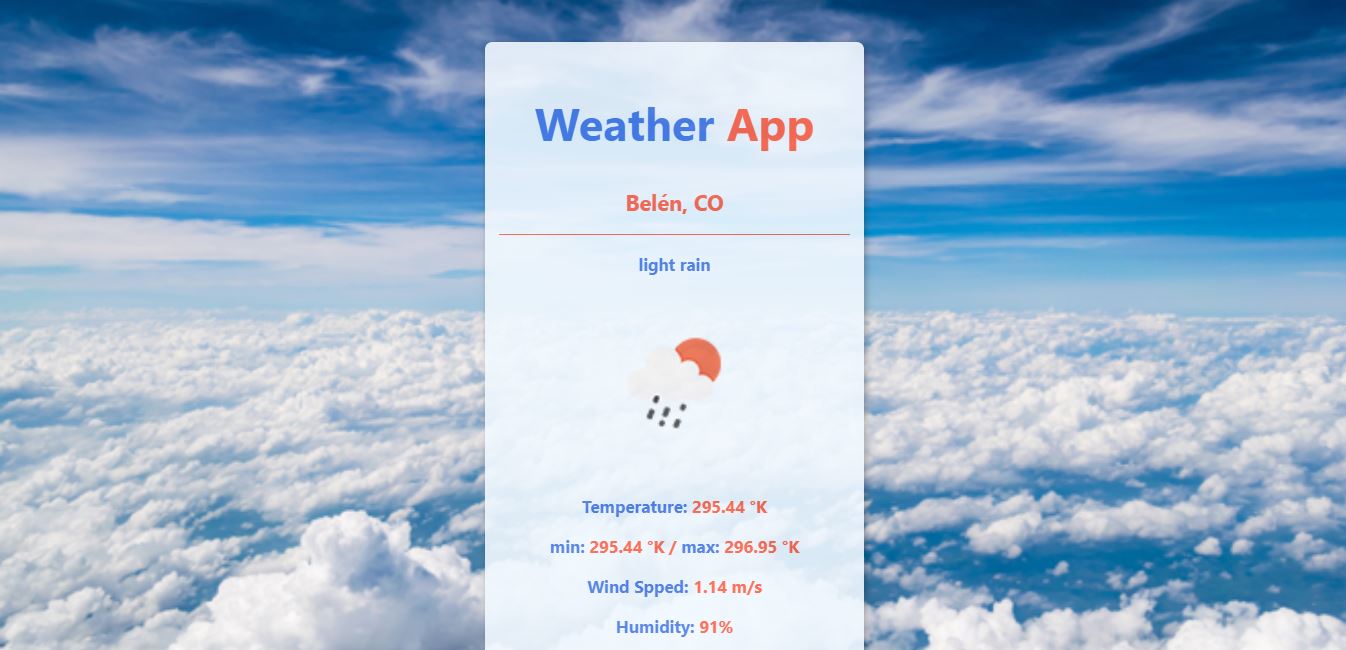 Weather App
Belén, CO
light rain
Temperature: 295.44 °K
min: 295.44 °K / max: 296.95 °K
Wind Spped: 1.14 m/s
Humidity: 91%